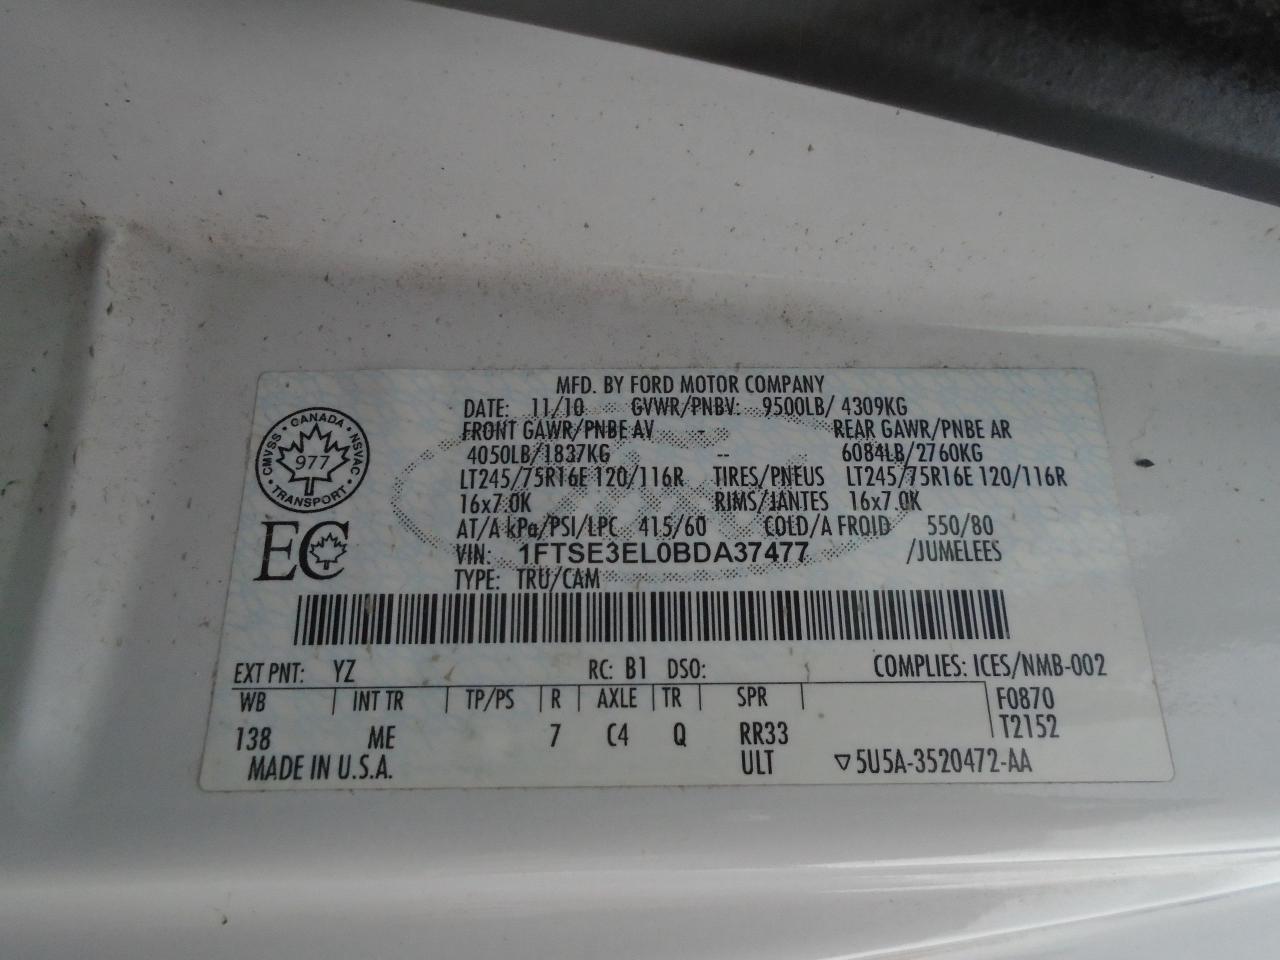 MFD. BY FORD MOTOR COMPANY
DATE: 11/10 GVWR/PNBV: 9500LB/ 4309KG
FRONT GAWR/PNBE AV - REAR GAWR/PNBE AR
4050LB/1837KG -- 6084LB/2760KG
LT245/75R16E 120/116R TIRES/PNEUS LT245/75R16E 120/116R
16x7.0K RIMS/JANTES 16x7.0K
AT/A kPa/PSI/LPC 415/60 COLD/A FROID 550/80
VIN: 1FTSE3EL0BDA37477 /JUMELEES
TYPE: TRU/CAM
CMVSS • CANADA • NSVAC • TRANSPORT •
977
EC
EXT PNT: YZ RC: B1 DSO: COMPLIES: ICES/NMB-002
WB INT TR TP/PS R AXLE TR SPR F0870
138 ME 7 C4 Q RR33 T2152
MADE IN U.S.A. ULT ▽5U5A-3520472-AA